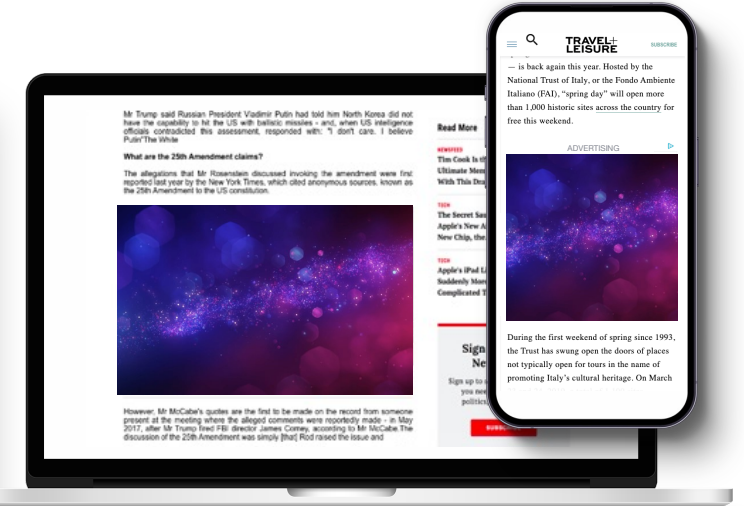 Mr Trump said Russian President Vladimir Putin had told him North Korea did not
have the capability to hit the US with ballistic missiles - and, when US intelligence
officials contradicted this assessment, responded with: "I don't care. I believe
Putin"The White
What are the 25th Amendment claims?
The allegations that Mr Rosenstein discussed invoking the amendment were first
reported last year by the New York Times, which cited anonymous sources, known as
the 25th Amendment to the US constitution.
However, Mr McCabe's quotes are the first to be made on the record from someone
present at the meeting where the alleged comments were reportedly made - in May
2017, after Mr Trump fired FBI director James Comey, according to Mr McCabe.The
discussion of the 25th Amendment was simply [that] Rod raised the issue and
Read More
NEWSFEED
Tim Cook Is th
Ultimate Mem
With This Dra
TECH
The Secret Sau
Apple's New A
New Chip, the
TECH
Apple's iPad Li
Suddenly More
Complicated T
Sign
Ne
Sign up to
you nee
politics
SUBSC
TRAVEL+
LEISURE
SUBSCRIBE
— is back again this year. Hosted by the
National Trust of Italy, or the Fondo Ambiente
Italiano (FAI), “spring day” will open more
than 1,000 historic sites across the country for
free this weekend.
ADVERTISING
During the first weekend of spring since 1993,
the Trust has swung open the doors of places
not typically open for tours in the name of
promoting Italy’s cultural heritage. On March